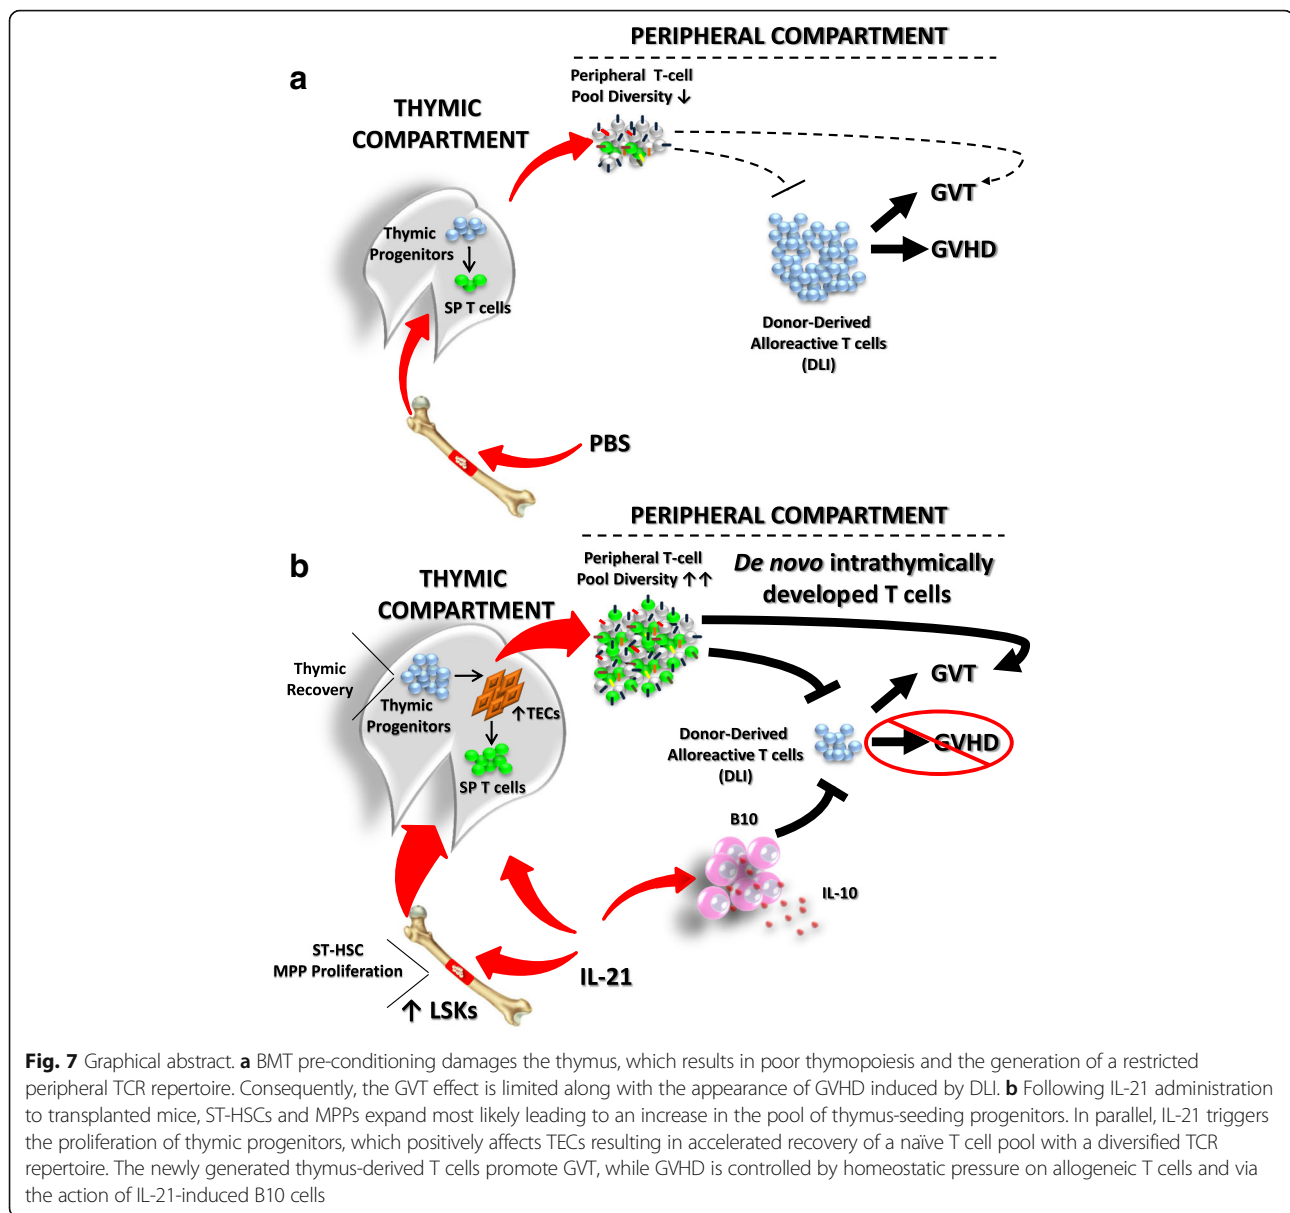 PERIPHERAL COMPARTMENT
a
Peripheral T-cell
Pool Diversity ↓
THYMIC
COMPARTMENT
GVT
Thymic
Progenitors
GVHD
SP T cells
Donor-Derived
Alloreactive T cells
(DLI)
PBS
PERIPHERAL COMPARTMENT
b
Peripheral T-cell
Pool Diversity ↑↑
De novo intrathymically
developed T cells
THYMIC
COMPARTMENT
Thymic
Recovery
GVT
Thymic
Progenitors
↑TECs
Donor-Derived
Alloreactive T cells
(DLI)
GVHD
SP T cells
B10
IL-10
ST-HSC
MPP Proliferation
IL-21
↑ LSKs
Fig. 7 Graphical abstract. a BMT pre-conditioning damages the thymus, which results in poor thymopoiesis and the generation of a restricted
peripheral TCR repertoire. Consequently, the GVT effect is limited along with the appearance of GVHD induced by DLI. b Following IL-21 administration
to transplanted mice, ST-HSCs and MPPs expand most likely leading to an increase in the pool of thymus-seeding progenitors. In parallel, IL-21 triggers
the proliferation of thymic progenitors, which positively affects TECs resulting in accelerated recovery of a naïve T cell pool with a diversified TCR
repertoire. The newly generated thymus-derived T cells promote GVT, while GVHD is controlled by homeostatic pressure on allogeneic T cells and via
the action of IL-21-induced B10 cells